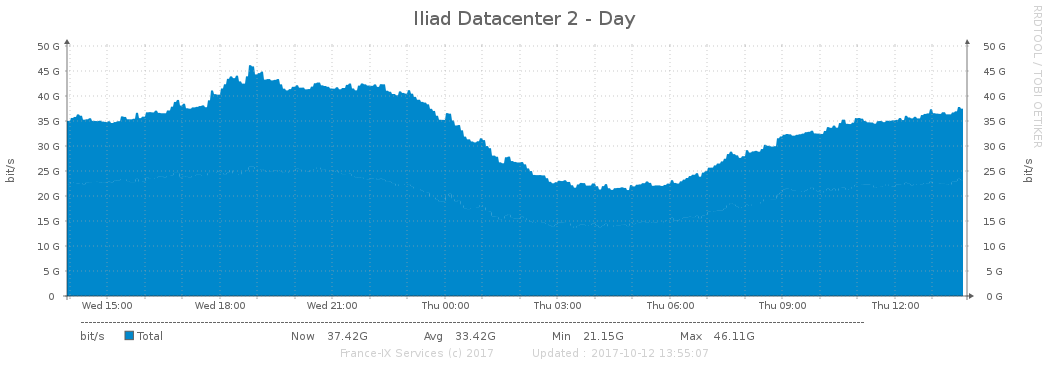 Iliad Datacenter 2 - Day
RRDTOOL / TOBI OETIKER
50 G 50 G
45 G 45 G
40 G 40 G
35 G 35 G
30 G 30 G
25 G 25 G
20 G 20 G
15 G 15 G
10 G 10 G
5 G 5 G
0 0 G
bit/s bit/s
Wed 15:00 Wed 18:00 Wed 21:00 Thu 00:00 Thu 03:00 Thu 06:00 Thu 09:00 Thu 12:00
bit/s Total Now 37.42G Avg 33.42G Min 21.15G Max 46.11G
France-IX Services (c) 2017 Updated : 2017-10-12 13:55:07